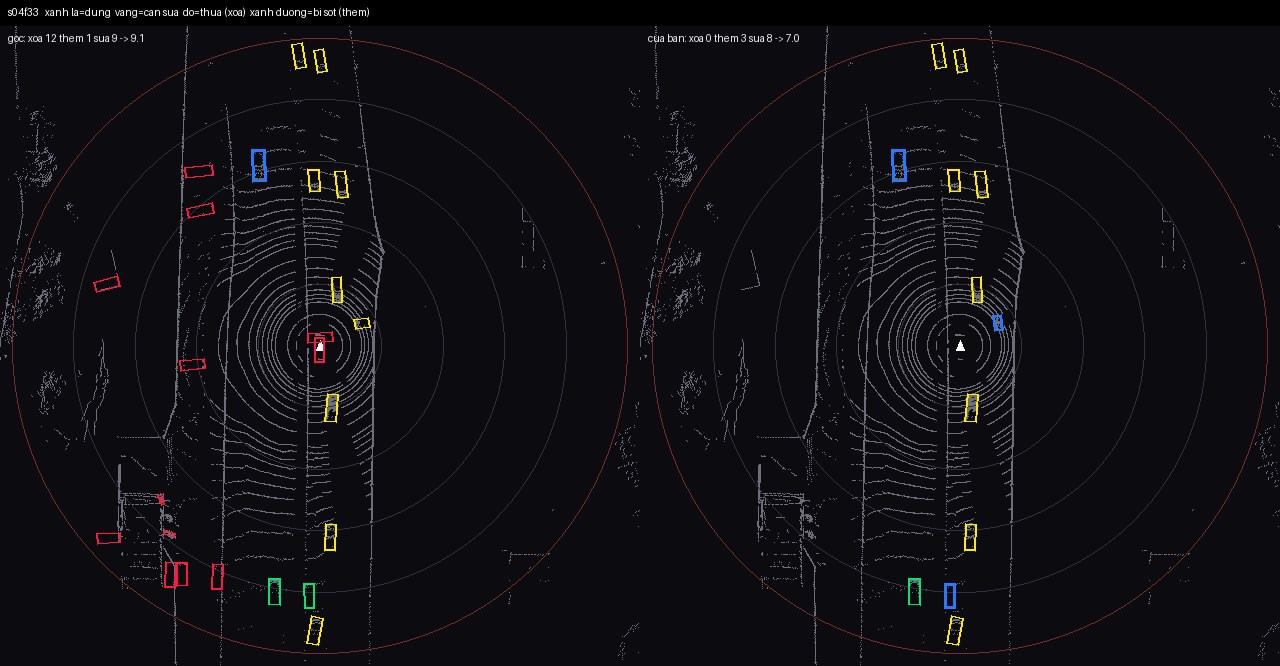 s04f33 xanh la=dung vang=can sua do=thua (xoa) xanh duong=bi sot (them)
goc: xoa 12 them 1 sua 9 -> 9.1
cua ban: xoa 0 them 3 sua 8 -> 7.0